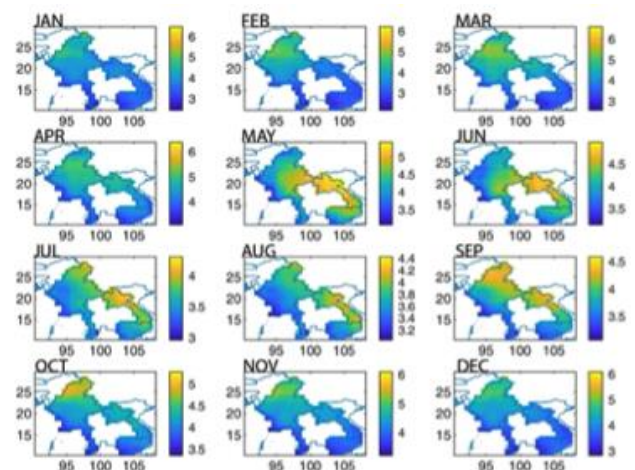 JAN FEB MAR
25 20 15 6 5 4 3 25 20 15 6 5 4 3 25 20 15 6 5 4 3
95 100 105 95 100 105 95 100 105
APR MAY JUN
25 20 15 6 5 4 25 20 15 5 4.5 4 3.5 25 20 15 4.5 4 3.5
95 100 105 95 100 105 95 100 105
JUL AUG SEP
25 20 15 4 3.5 3 25 20 15 4.4 4.2 4 3.8 3.6 3.4 3.2 25 20 15 4.5 4 3.5
95 100 105 95 100 105 95 100 105
OCT NOV DEC
25 20 15 5 4.5 4 3.5 25 20 15 6 5 4 25 20 15 6 5 4 3
95 100 105 95 100 105 95 100 105